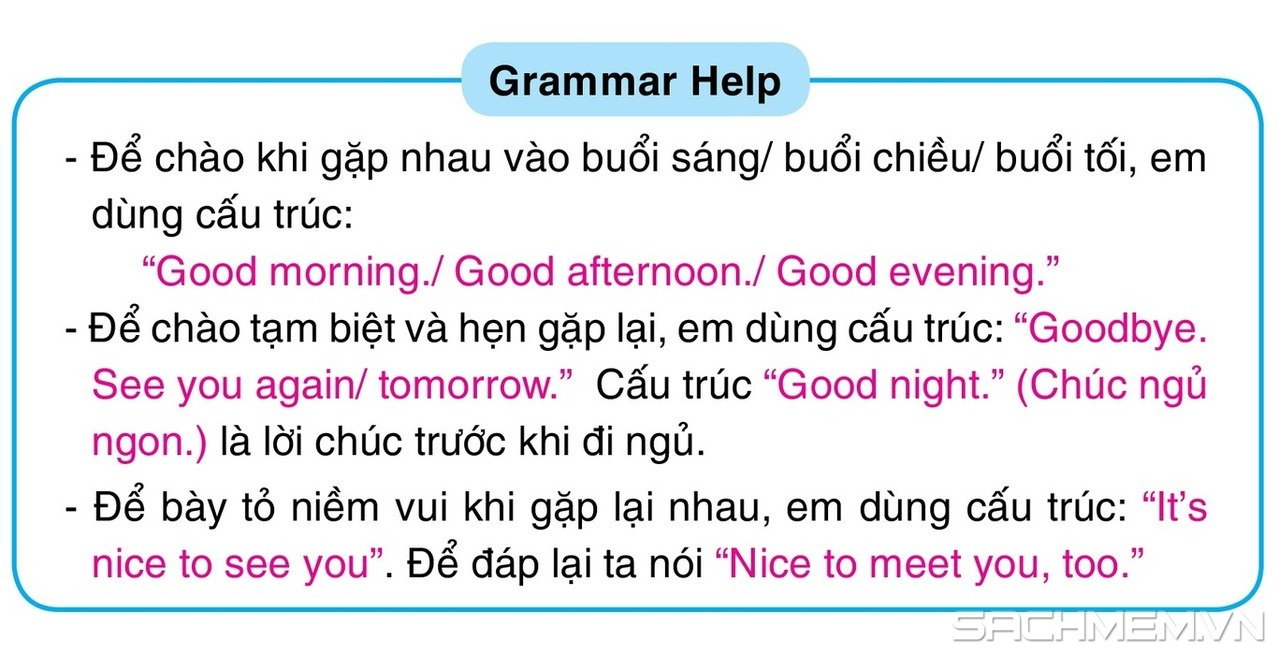 Grammar Help
- Để chào khi gặp nhau vào buổi sáng/ buổi chiều/ buổi tối, em
dùng cấu trúc:
“Good morning./ Good afternoon./ Good evening.”
- Để chào tạm biệt và hẹn gặp lại, em dùng cấu trúc: “Goodbye.
See you again/ tomorrow.” Cấu trúc “Good night.” (Chúc ngủ
ngon.) là lời chúc trước khi đi ngủ.
- Để bày tỏ niềm vui khi gặp lại nhau, em dùng cấu trúc: “It’s
nice to see you”. Để đáp lại ta nói “Nice to meet you, too.”
SACHMEM.VN